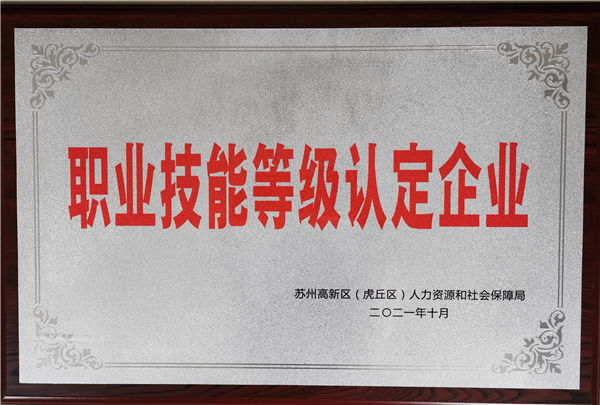 职业技能等级认定企业
苏州高新区（虎丘区）人力资源和社会保障局
二〇二一年十月